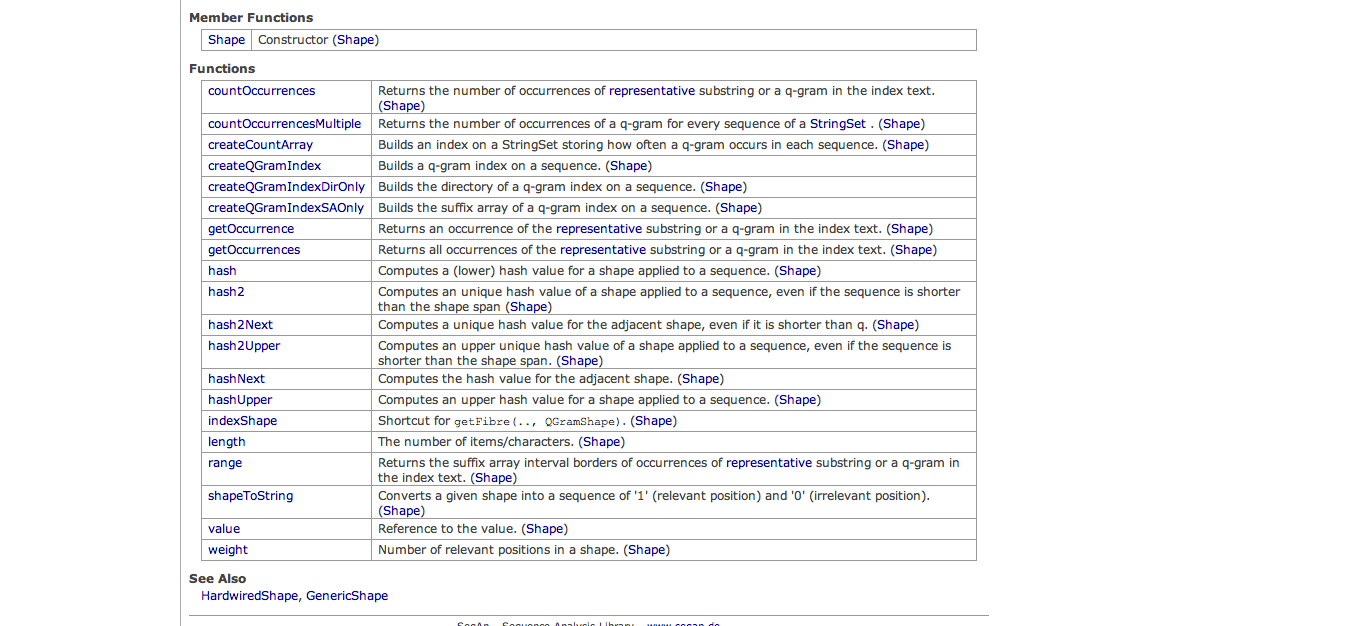 Member Functions
Shape Constructor (Shape)
Functions
countOccurrences Returns the number of occurrences of representative substring or a q-gram in the index text.
(Shape)
countOccurrencesMultiple Returns the number of occurrences of a q-gram for every sequence of a StringSet . (Shape)
createCountArray Builds an index on a StringSet storing how often a q-gram occurs in each sequence. (Shape)
createQGramIndex Builds a q-gram index on a sequence. (Shape)
createQGramIndexDirOnly Builds the directory of a q-gram index on a sequence. (Shape)
createQGramIndexSAOnly Builds the suffix array of a q-gram index on a sequence. (Shape)
getOccurrence Returns an occurrence of the representative substring or a q-gram in the index text. (Shape)
getOccurrences Returns all occurrences of the representative substring or a q-gram in the index text. (Shape)
hash Computes a (lower) hash value for a shape applied to a sequence. (Shape)
hash2 Computes an unique hash value of a shape applied to a sequence, even if the sequence is shorter
than the shape span (Shape)
hash2Next Computes a unique hash value for the adjacent shape, even if it is shorter than q. (Shape)
hash2Upper Computes an upper unique hash value of a shape applied to a sequence, even if the sequence is
shorter than the shape span. (Shape)
hashNext Computes the hash value for the adjacent shape. (Shape)
hashUpper Computes an upper hash value for a shape applied to a sequence. (Shape)
indexShape Shortcut for getFibre(.., QGramShape). (Shape)
length The number of items/characters. (Shape)
range Returns the suffix array interval borders of occurrences of representative substring or a q-gram in
the index text. (Shape)
shapeToString Converts a given shape into a sequence of '1' (relevant position) and '0' (irrelevant position).
(Shape)
value Reference to the value. (Shape)
weight Number of relevant positions in a shape. (Shape)
See Also
HardwiredShape, GenericShape
SeqAn - Sequence Analysis Library - www.seqan.de